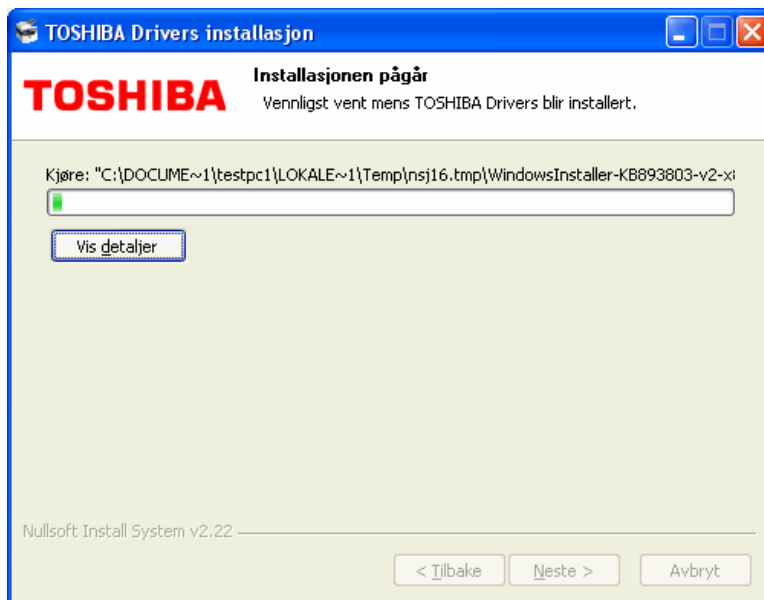 TOSHIBA Drivers installasjon
TOSHIBA
Installasjonen pågår
Vennligst vent mens TOSHIBA Drivers blir installert.
Kjøre: "C:\DOCUME~1\testpc1\LOKALE~1\Temp\nsj16.tmp\WindowsInstaller-KB893803-v2-x8
Vis detaljer
Nullsoft Install System v2.22
< Tilbake
Neste >
Avbryt